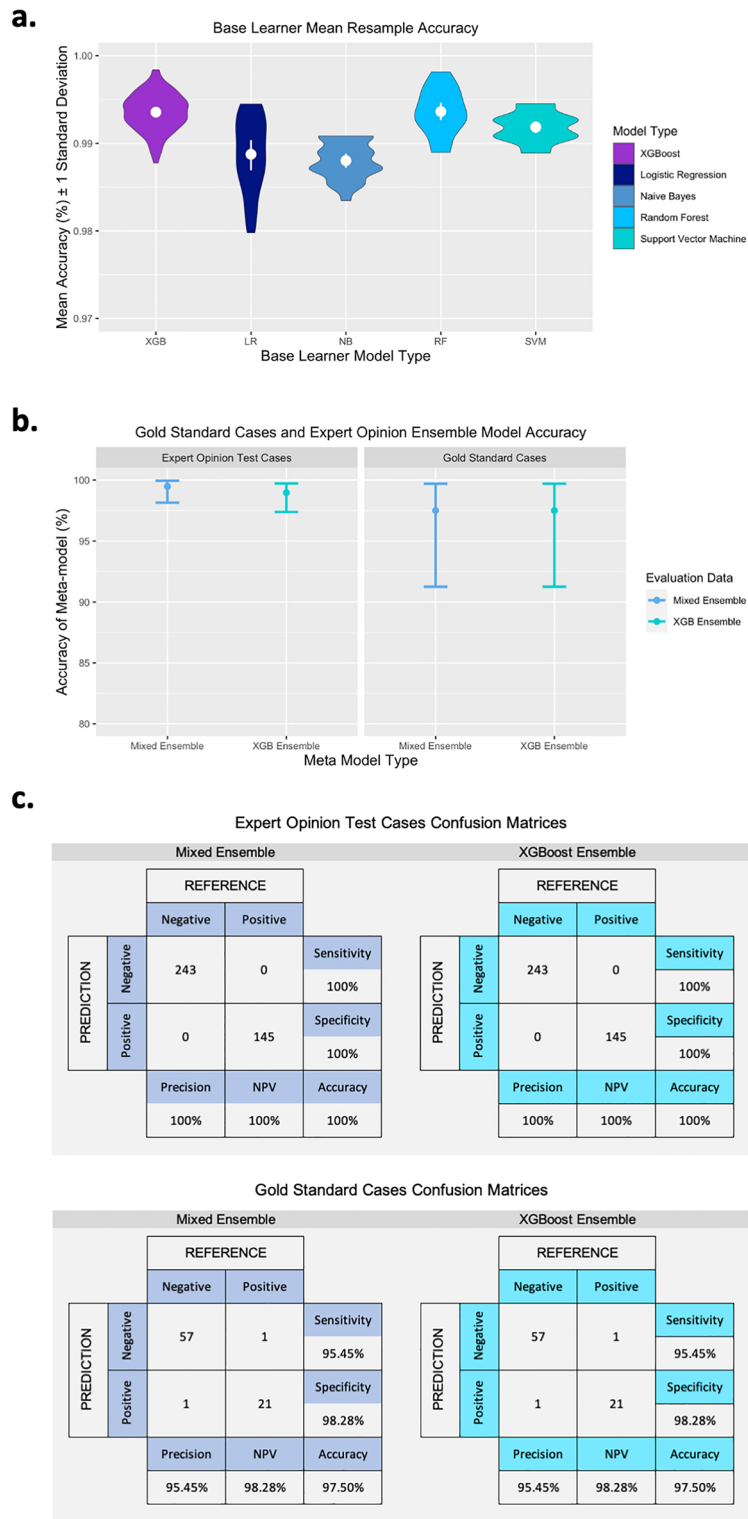 a.
Base Learner Mean Resample Accuracy
Mean Accuracy (%) ± 1 Standard Deviation
1.00
0.99
0.98
0.97
XGB LR NB RF SVM
Base Learner Model Type
Model Type
XGBoost
Logistic Regression
Naive Bayes
Random Forest
Support Vector Machine
b.
Gold Standard Cases and Expert Opinion Ensemble Model Accuracy
Expert Opinion Test Cases Gold Standard Cases
Accuracy of Meta-model (%)
100
95
90
85
80
Mixed Ensemble XGB Ensemble Mixed Ensemble XGB Ensemble
Meta Model Type
Evaluation Data
Mixed Ensemble
XGB Ensemble
c.
Expert Opinion Test Cases Confusion Matrices
Mixed Ensemble XGBoost Ensemble
REFERENCE REFERENCE
Negative Positive Negative Positive
PREDICTION Negative 243 0 Sensitivity PREDICTION Negative 243 0 Sensitivity
100% 100%
Positive 0 145 Specificity Positive 0 145 Specificity
100% 100%
Precision NPV Accuracy Precision NPV Accuracy
100% 100% 100% 100% 100% 100%
Gold Standard Cases Confusion Matrices
Mixed Ensemble XGBoost Ensemble
REFERENCE REFERENCE
Negative Positive Negative Positive
PREDICTION Negative 57 1 Sensitivity PREDICTION Negative 57 1 Sensitivity
95.45% 95.45%
Positive 1 21 Specificity Positive 1 21 Specificity
98.28% 98.28%
Precision NPV Accuracy Precision NPV Accuracy
95.45% 98.28% 97.50% 95.45% 98.28% 97.50%